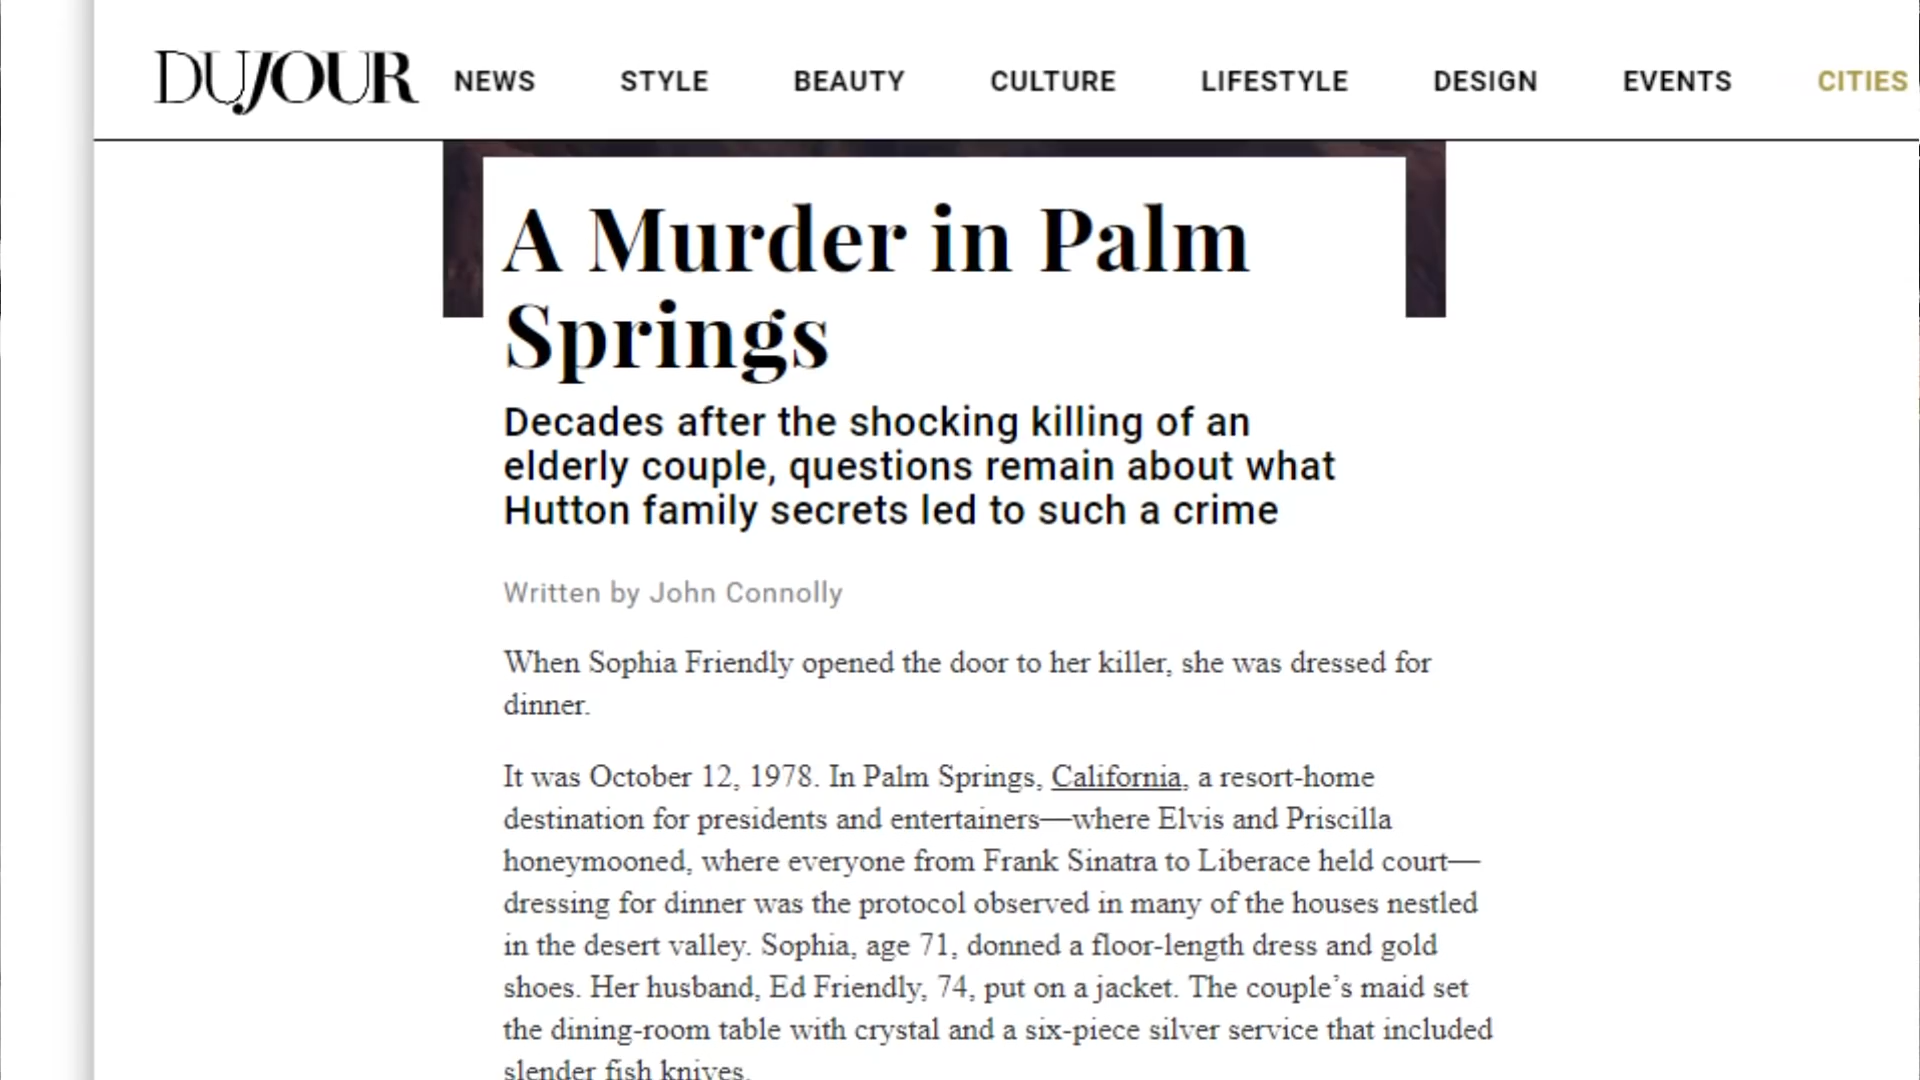 DUJOUR NEWS STYLE BEAUTY CULTURE LIFESTYLE DESIGN EVENTS CITIES
A Murder in Palm
Springs
Decades after the shocking killing of an
elderly couple, questions remain about what
Hutton family secrets led to such a crime
Written by John Connolly
When Sophia Friendly opened the door to her killer, she was dressed for
dinner.
It was October 12, 1978. In Palm Springs, California, a resort-home
destination for presidents and entertainers—where Elvis and Priscilla
honeymooned, where everyone from Frank Sinatra to Liberace held court—
dressing for dinner was the protocol observed in many of the houses nestled
in the desert valley. Sophia, age 71, donned a floor-length dress and gold
shoes. Her husband, Ed Friendly, 74, put on a jacket. The couple’s maid set
the dining-room table with crystal and a six-piece silver service that included
slender fish knives.